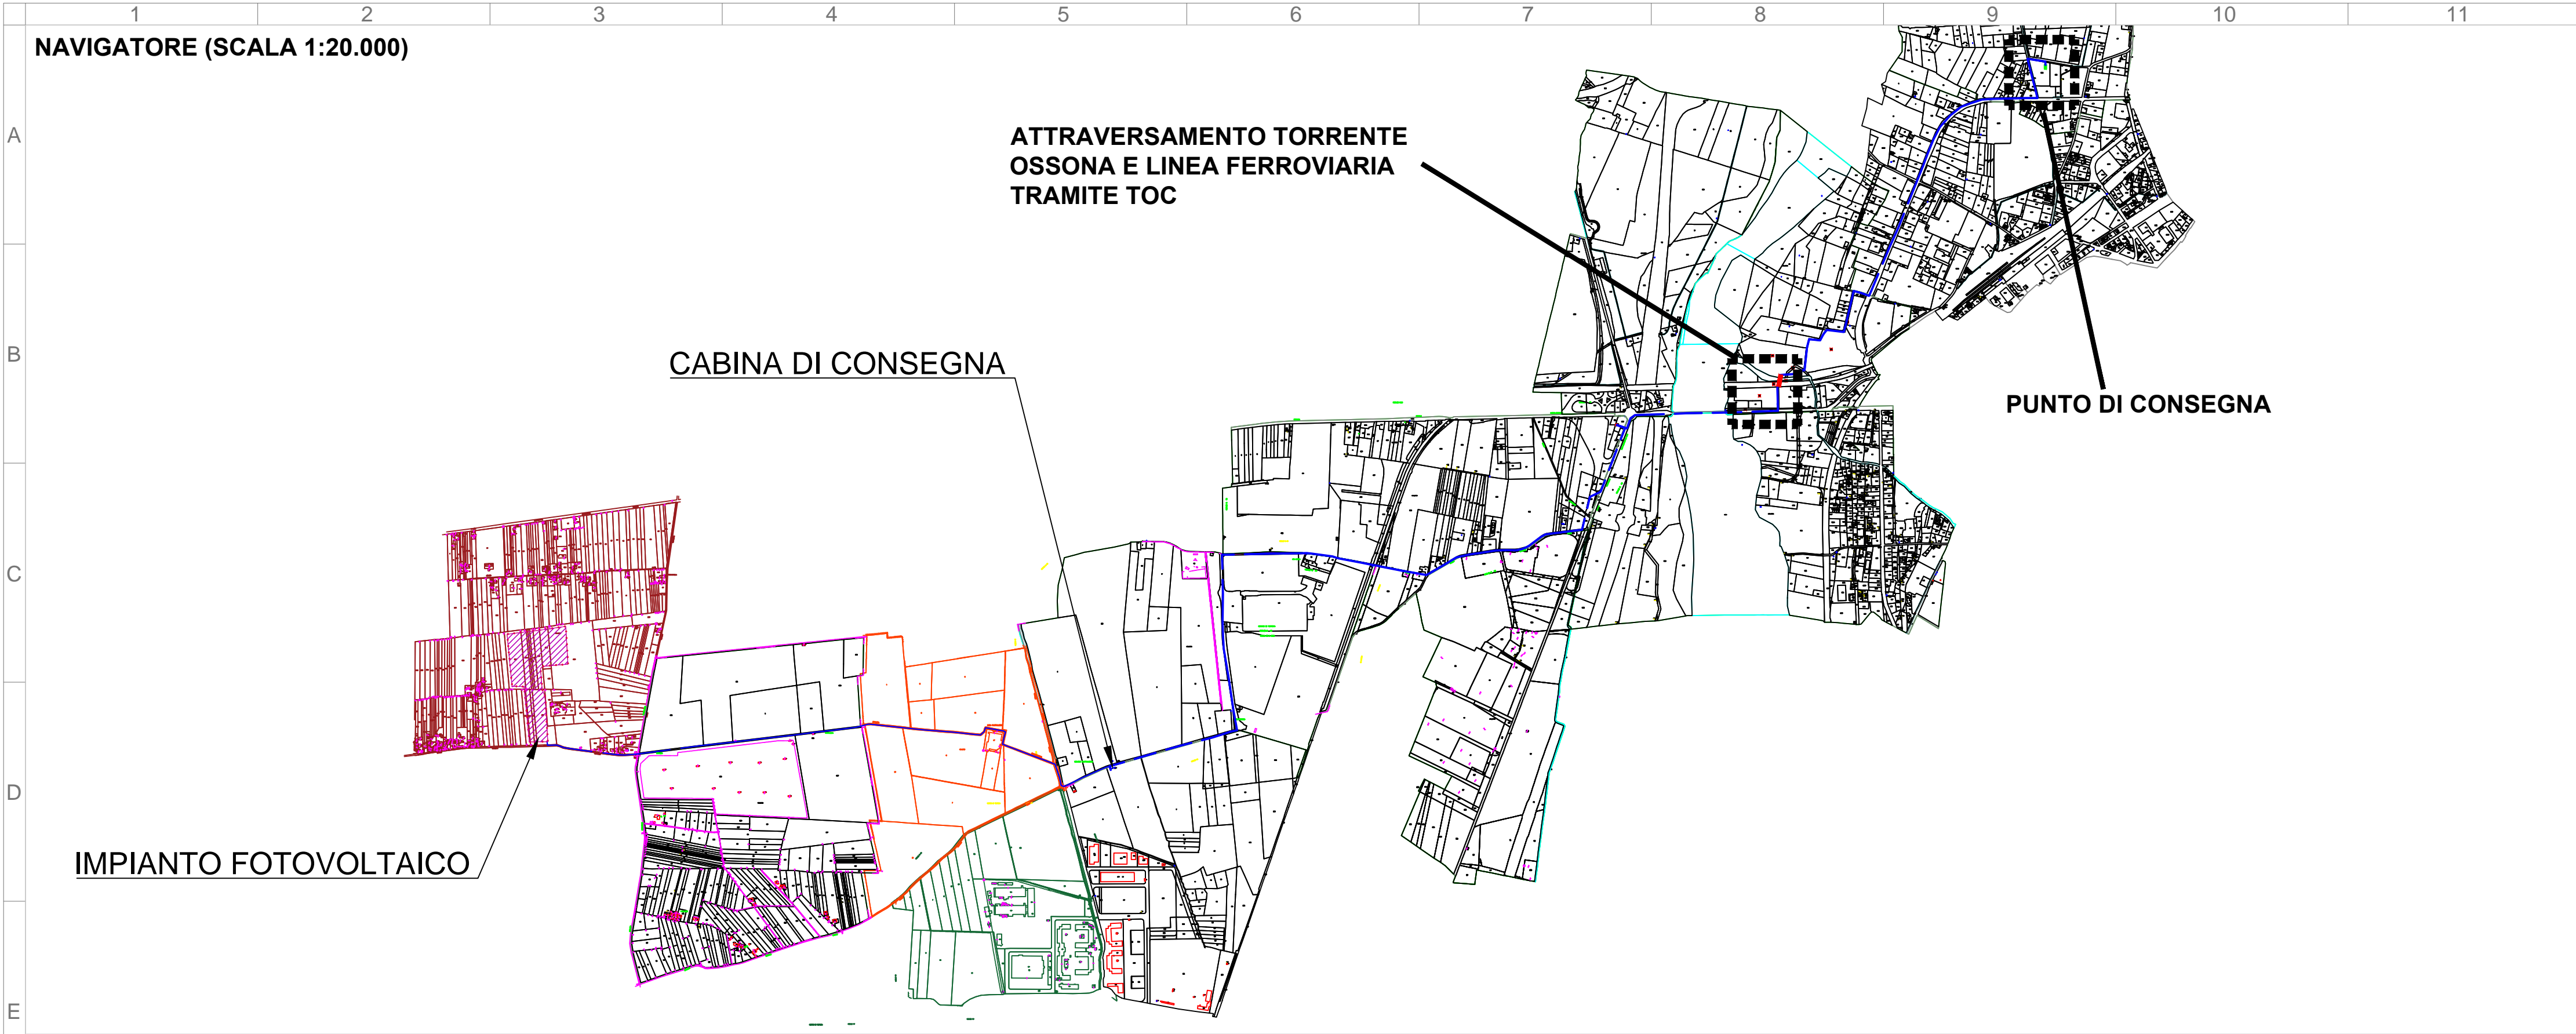 1 2 3 4 5 6 7 8 9 10 11
NAVIGATORE (SCALA 1:20.000)
A
ATTRAVERSAMENTO TORRENTE
OSSONA E LINEA FERROVIARIA
TRAMITE TOC
B
CABINA DI CONSEGNA
PUNTO DI CONSEGNA
C
D
IMPIANTO FOTOVOLTAICO
E